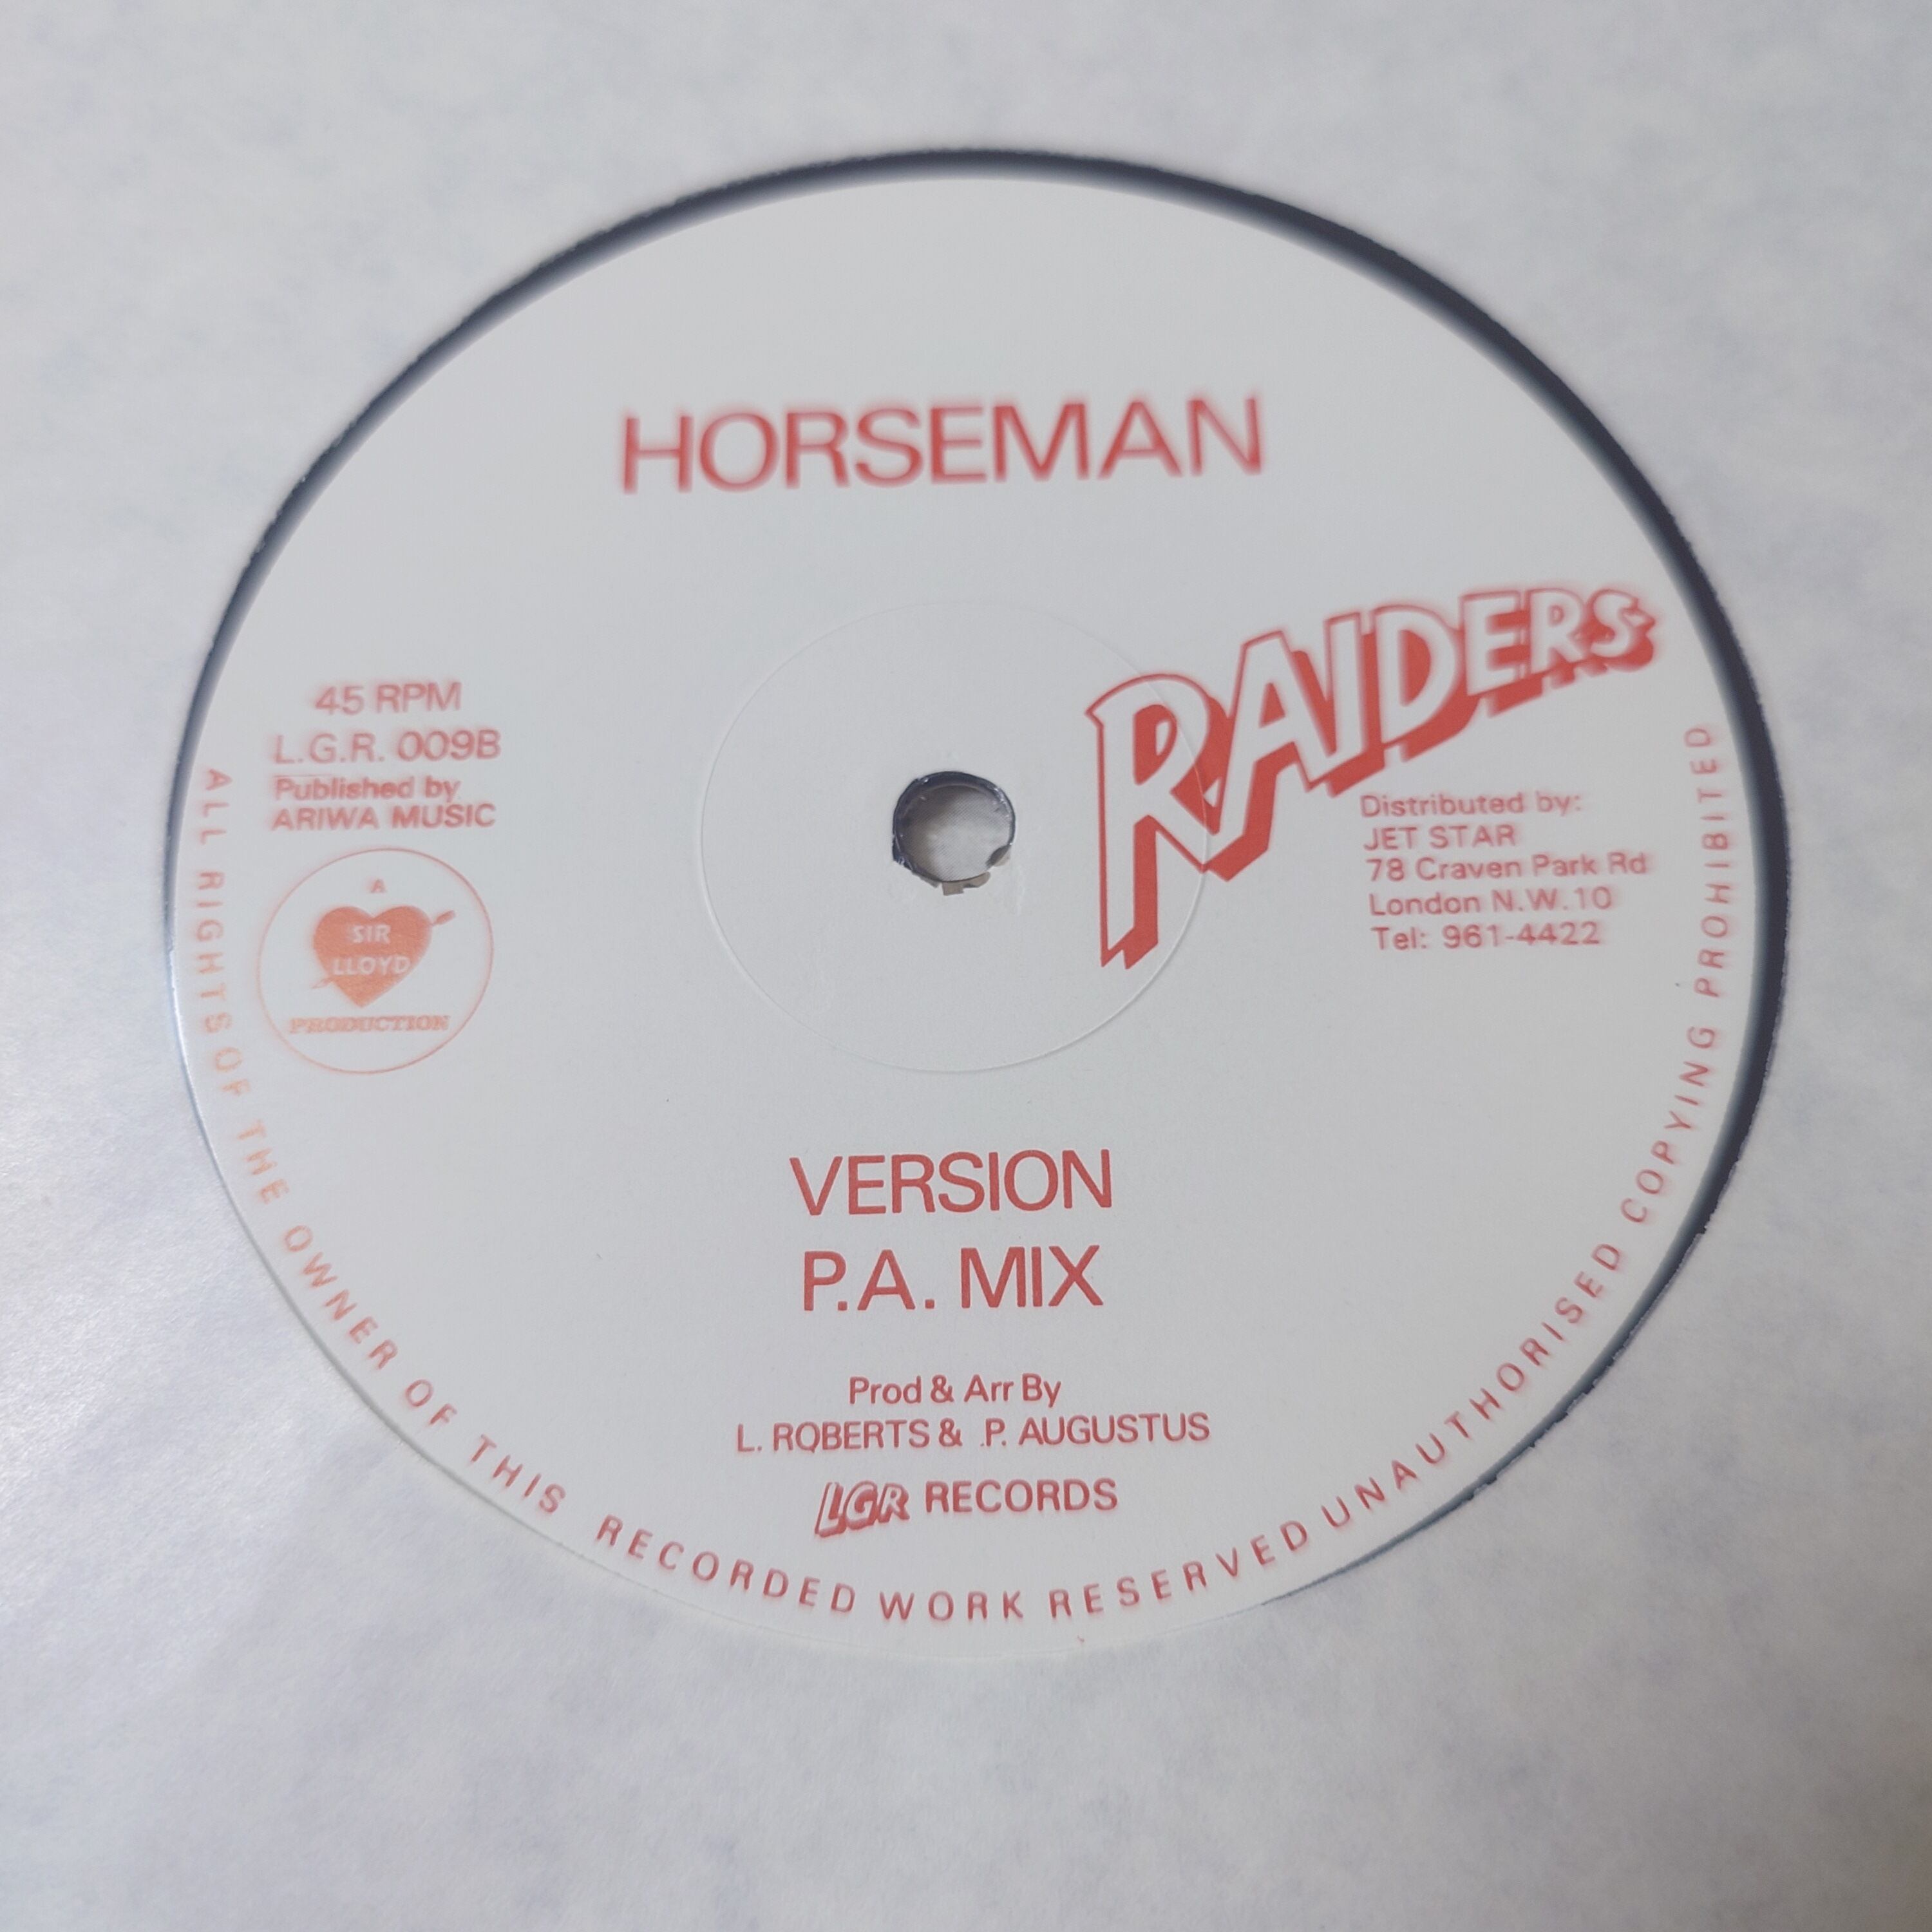 HORSEMAN
RAIDERS
45 RPM
L.G.R. 009B
Published by
ARIWA MUSIC
A
SIR
LLOYD
PRODUCTION
Distributed by:
JET STAR
78 Craven Park Rd
London N.W.10
Tel: 961-4422
VERSION
P.A. MIX
Prod & Arr By
L. ROBERTS & .P. AUGUSTUS
LGR RECORDS
ALL RIGHTS OF THE OWNER OF THIS RECORDED WORK RESERVED UNAUTHORISED COPYING PROHIBITED